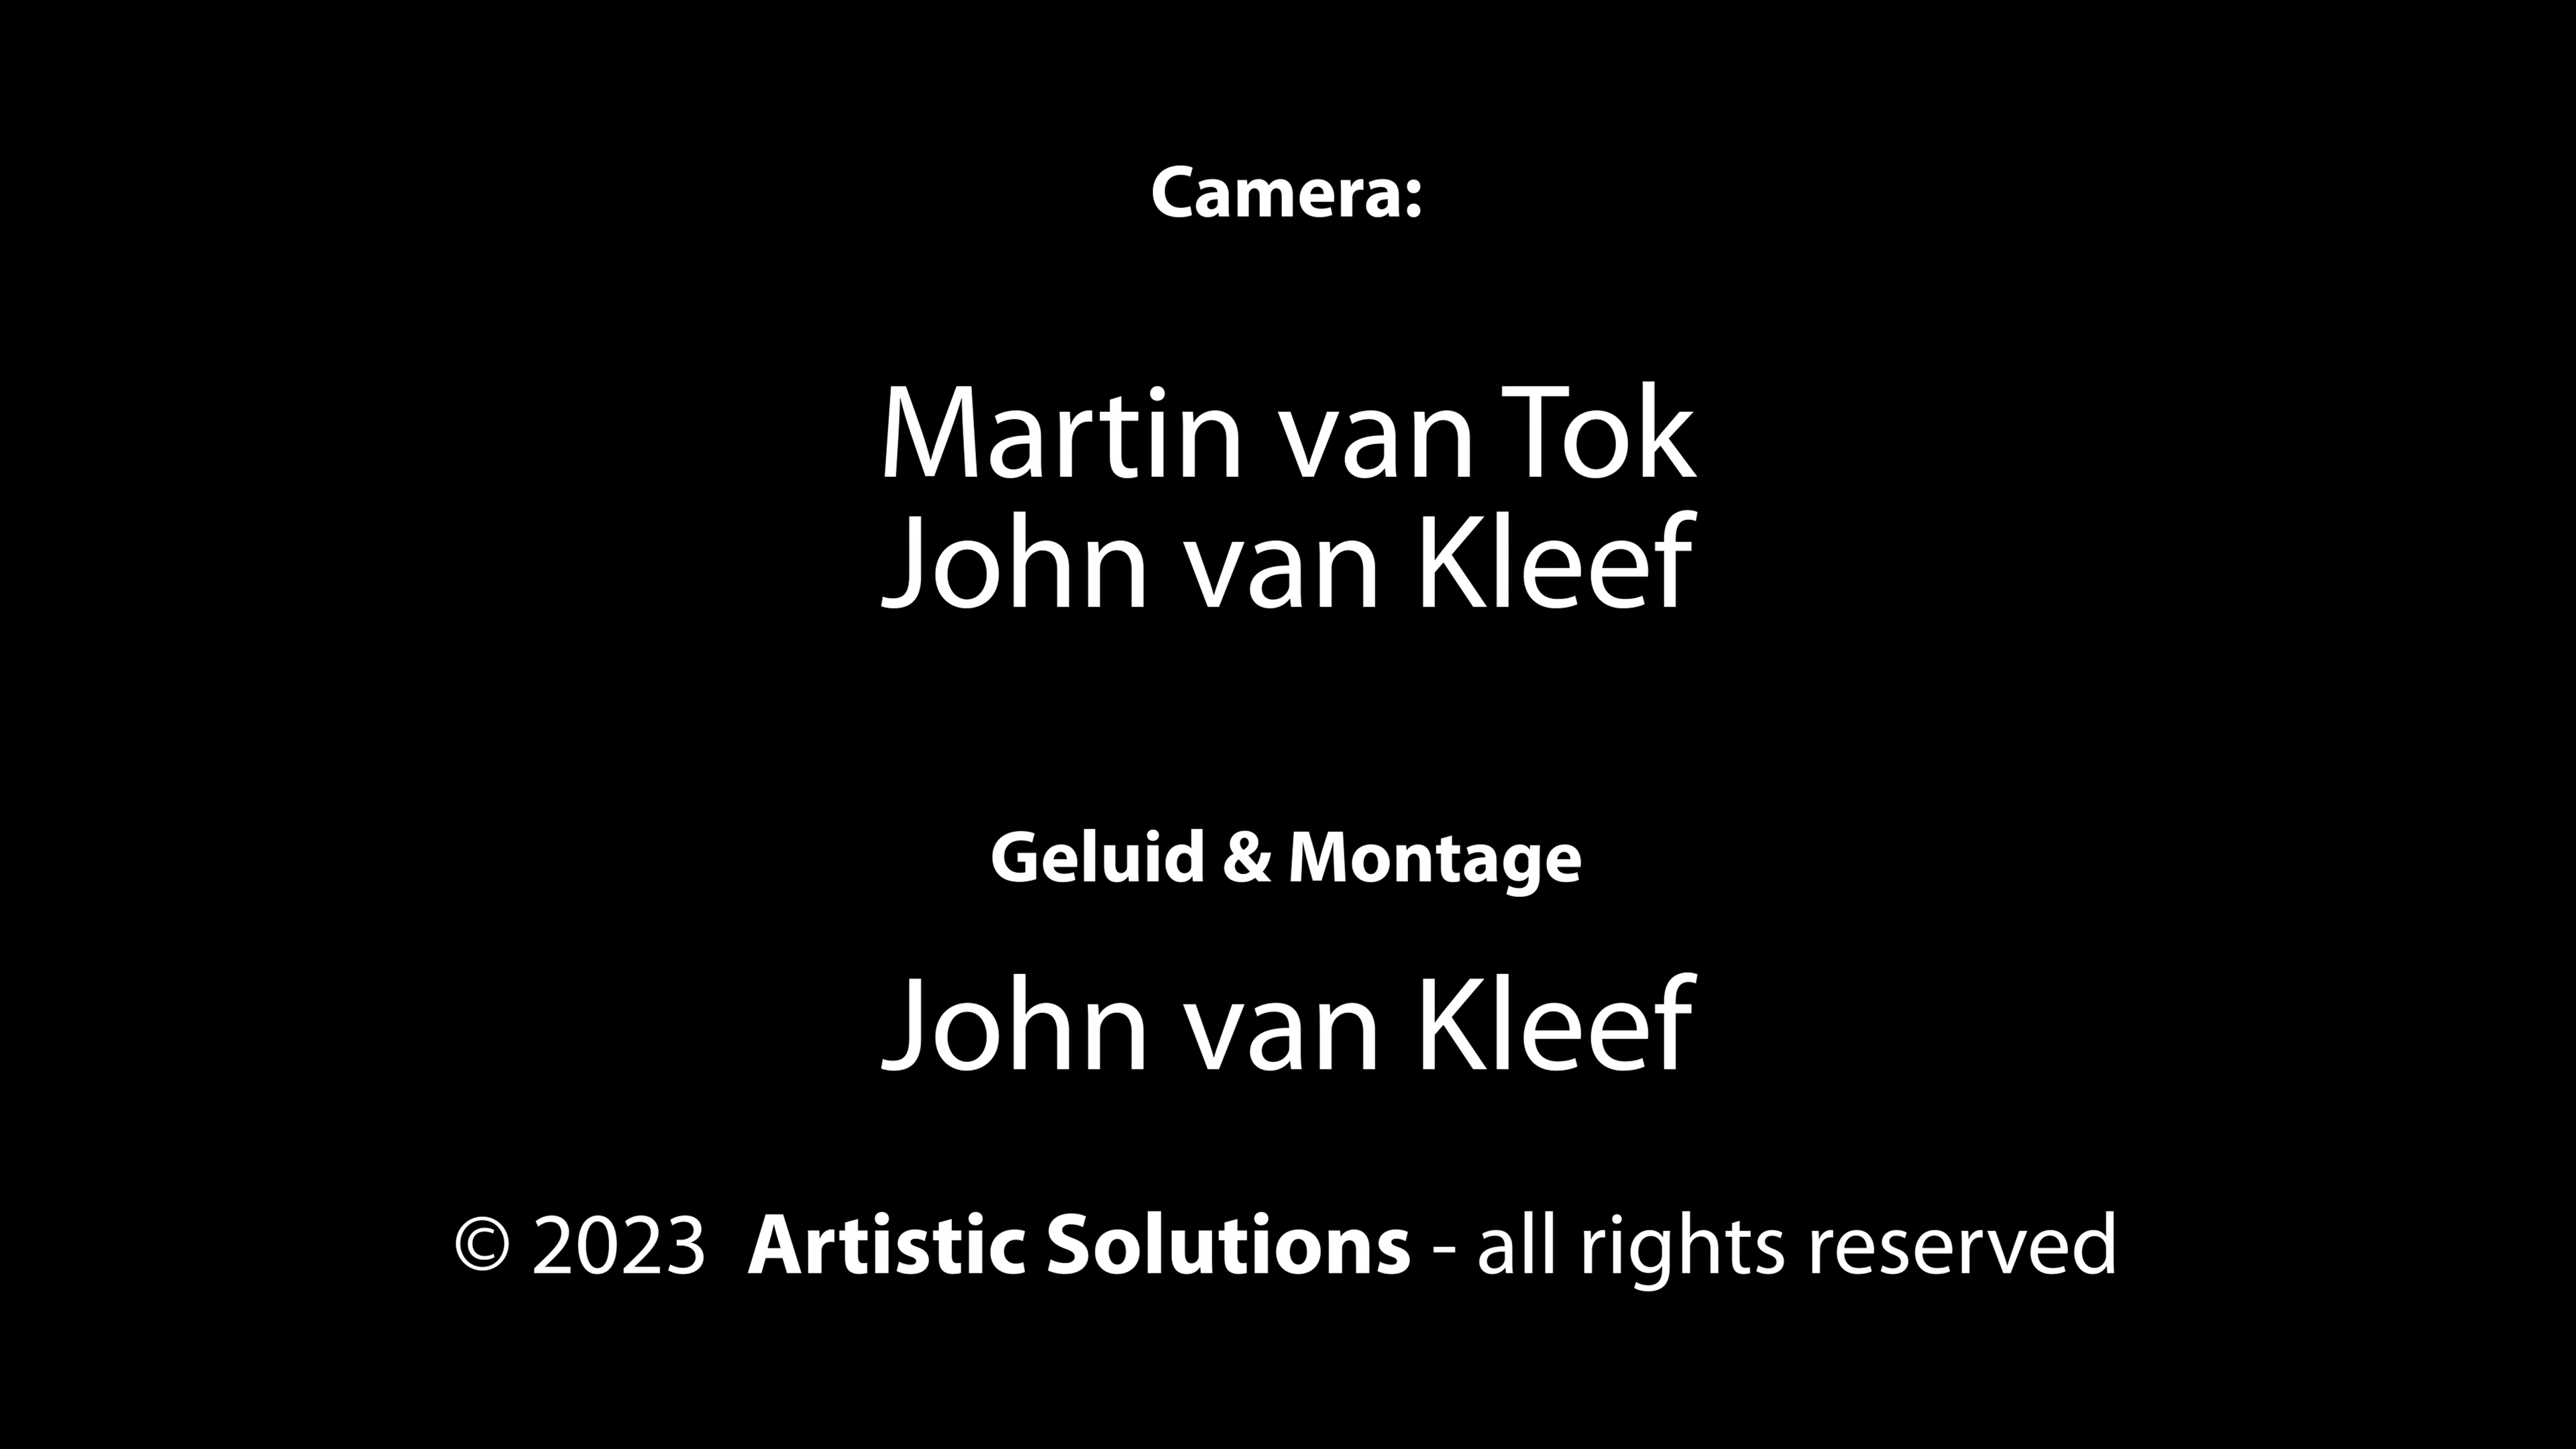 Camera:
Martin van Tok
John van Kleef
Geluid & Montage
John van Kleef
© 2023 Artistic Solutions - all rights reserved